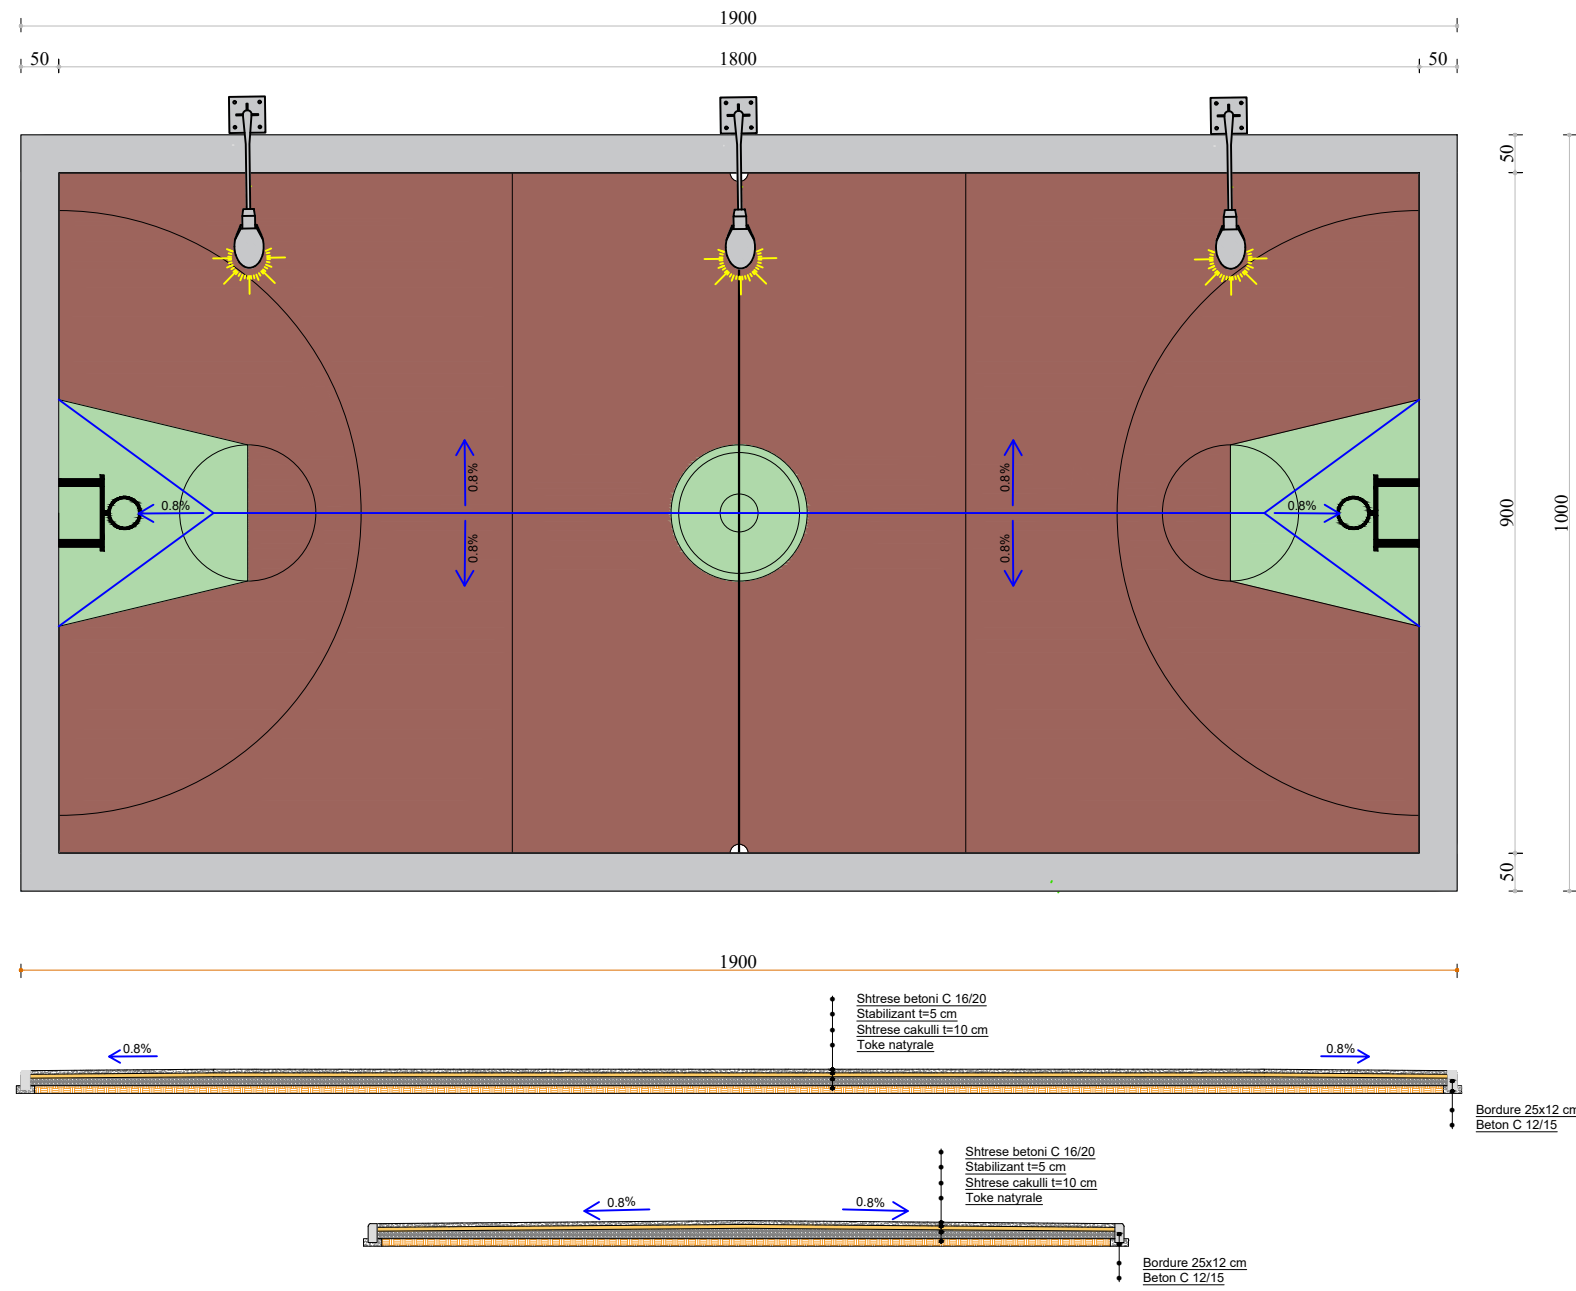 1900
50 1800 50
50
0.8% 0.8%
0.8% 0.8%
900 1000
0.8% 0.8%
50
1900
Shtrese betoni C 16/20
Stabilizant t=5 cm
Shtrese cakulli t=10 cm
Toke natyrale
0.8% 0.8%
Bordure 25x12 cm
Beton C 12/15
Shtrese betoni C 16/20
Stabilizant t=5 cm
Shtrese cakulli t=10 cm
Toke natyrale
0.8% 0.8%
Bordure 25x12 cm
Beton C 12/15